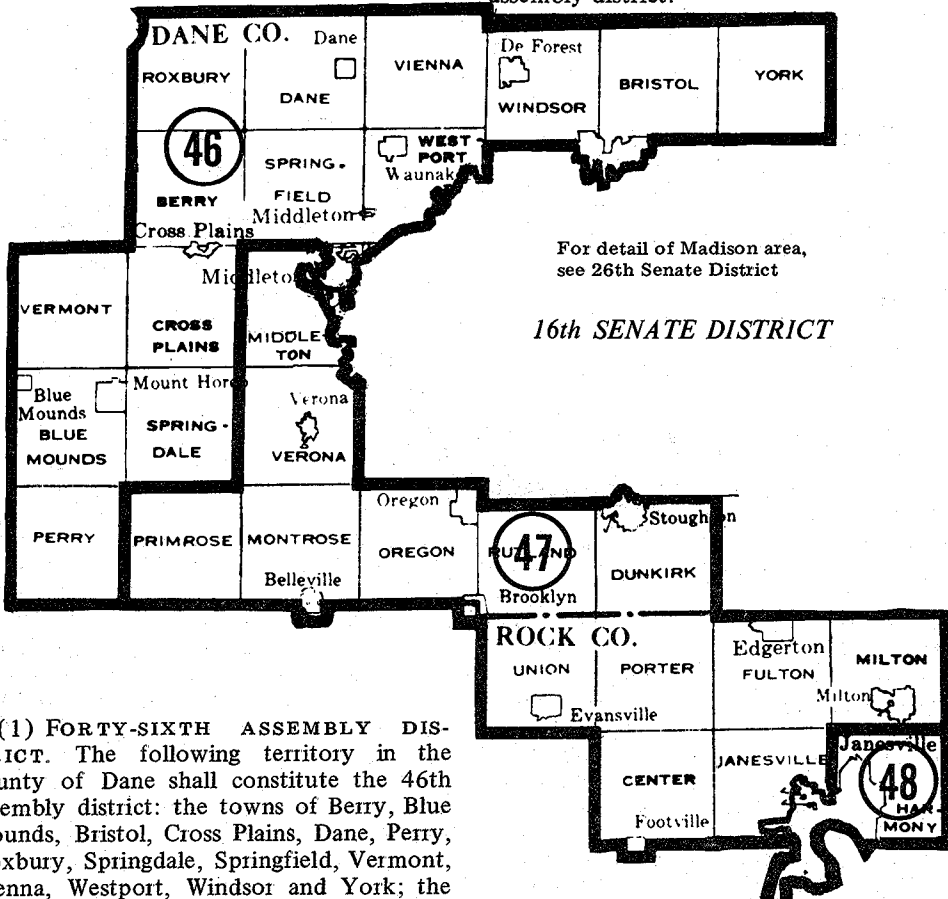 assembly district.
DANE CO.
Dane
De Forest
ROXBURY
DANE
VIENNA
WINDSOR
BRISTOL
YORK
46
SPRING-
FIELD
WEST
PORT
BERRY
Middleton
Cross Plains
For detail of Madison area,
see 26th Senate District
16th SENATE DISTRICT
VERMONT
CROSS
PLAINS
MIDDLE-
TON
Blue
Mounds
BLUE
MOUNDS
SPRING-
DALE
Verona
VERONA
PERRY
PRIMROSE
MONTROSE
Belleville
Oregon
OREGON
47
Brooklyn
DUNKIRK
ROCK CO.
UNION
PORTER
Edgerton
FULTON
MILTON
Milton
Evansville
CENTER
JANESVILLE
Footville
Janesville
48
HAR-
MONY
(1) FORTY-SIXTH ASSEMBLY DIS-
The following territory in the
of Dane shall constitute the 46th
district: the towns of Berry, Blue
Bristol, Cross Plains, Dane, Perry,
Springdale, Springfield, Vermont,
Westport, Windsor and York; the